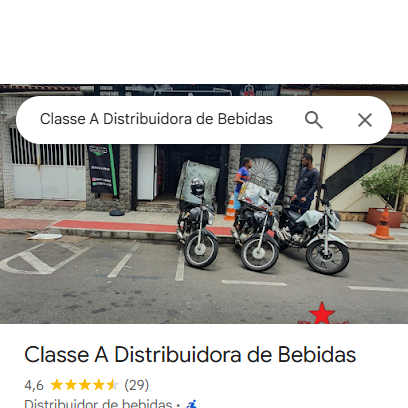 Classe A Distribuidora de Bebidas
Classe A Distribuidora de Bebidas
4,6 (29)
Distribuidor de bebidas ·